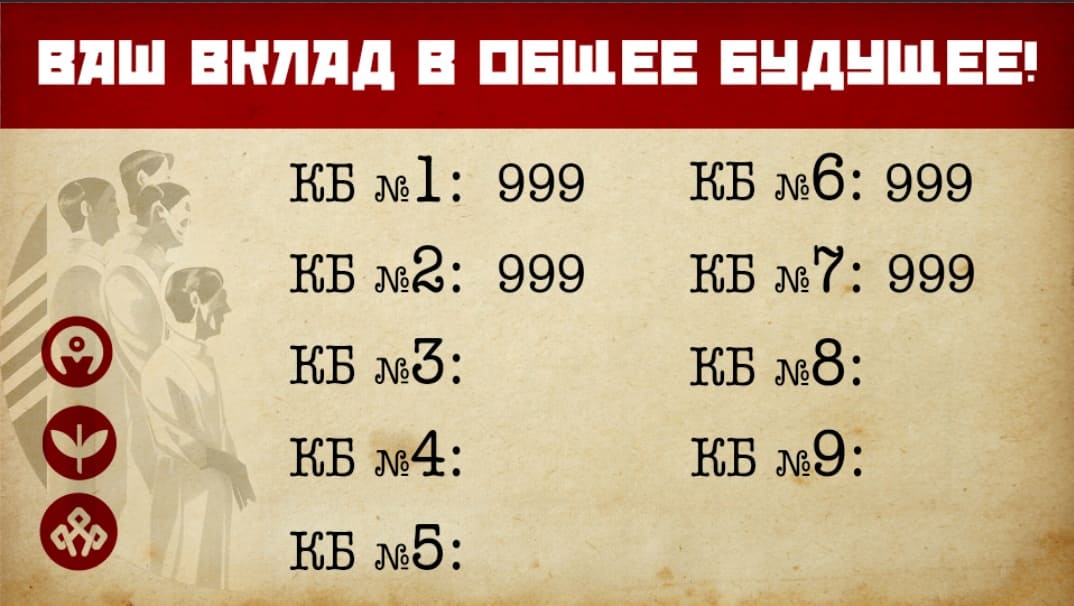 ВАШ ВКЛАД В ОБЩЕЕ БУДУЩЕЕ!
КБ №1: 999
КБ №2: 999
КБ №3:
КБ №4:
КБ №5:
КБ №6: 999
КБ №7: 999
КБ №8:
КБ №9: